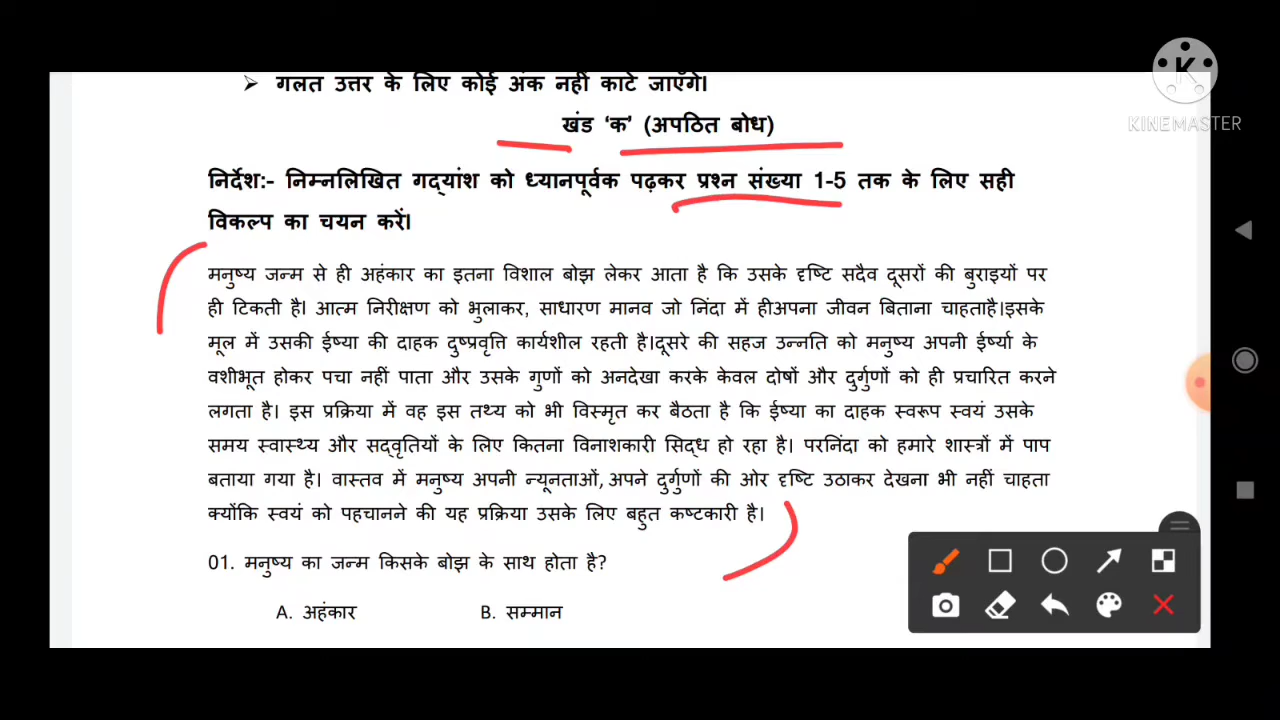 गलत उत्तर के लिए कोई अंक नही काटे जाएँगे।
KINEMASTER
खंड ‘क’ (अपठित बोध)
निर्देश:- निम्नलिखित गद्यांश को ध्यानपूर्वक पढ़कर प्रश्न संख्या 1-5 तक के लिए सही
विकल्प का चयन करें।
मनुष्य जन्म से ही अहंकार का इतना विशाल बोझ लेकर आता है कि उसके दृष्टि सदैव दूसरों की बुराइयों पर
ही टिकती है। आत्म निरीक्षण को भुलाकर, साधारण मानव जो निंदा में हीअपना जीवन बिताना चाहताहै।इसके
मूल में उसकी ईष्या की दाहक दुष्प्रवृत्ति कार्यशील रहती है।दूसरे की सहज उन्नति को मनुष्य अपनी ईर्ष्या के
वशीभूत होकर पचा नहीं पाता और उसके गुणों को अनदेखा करके केवल दोषों और दुर्गुणों को ही प्रचारित करने
लगता है। इस प्रक्रिया में वह इस तथ्य को भी विस्मृत कर बैठता है कि ईष्या का दाहक स्वरूप स्वयं उसके
समय स्वास्थ्य और सद्वृतियों के लिए कितना विनाशकारी सिद्ध हो रहा है। परनिंदा को हमारे शास्त्रों में पाप
बताया गया है। वास्तव में मनुष्य अपनी न्यूनताओं, अपने दुर्गुणों की ओर दृष्टि उठाकर देखना भी नहीं चाहता
क्योंकि स्वयं को पहचानने की यह प्रक्रिया उसके लिए बहुत कष्टकारी है।
01. मनुष्य का जन्म किसके बोझ के साथ होता है?
A. अहंकार B. सम्मान